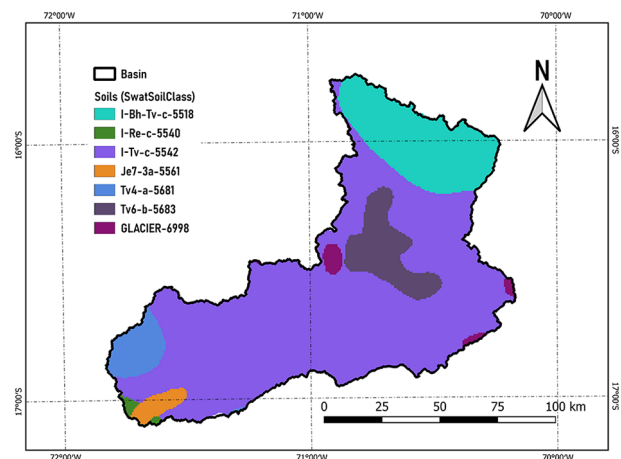 72°00'W 71°00'W 70°00'W
Basin
Soils (SwatSoilClass)
I-Bh-Tv-c-5518
I-Re-c-5540
I-Tv-c-5542
Je7-3a-5561
Tv4-a-5681
Tv6-b-5683
GLACIER-6998
N
16°00'S 16°00'S
17°00'S 17°00'S
0 25 50 75 100 km
72°00'W 71°00'W 70°00'W